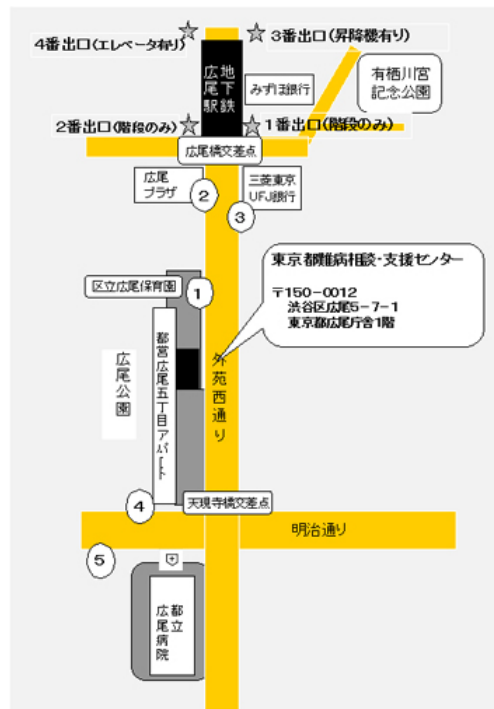 4番出口(エレベータ有り)
3番出口(昇降機有り)
地下鉄
広尾駅
みずほ銀行
有栖川宮
記念公園
2番出口(階段のみ)
1番出口(階段のみ)
広尾橋交差点
広尾
プラザ
2
三菱東京
UFJ銀行
3
東京都難病相談・支援センター
〒150-0012
渋谷区広尾5-7-1
東京都広尾庁舎1階
区立広尾保育園
1
都営広尾五丁目アパート
広尾公園
外苑西通り
4
天現寺橋交差点
明治通り
5
都立
広尾病院